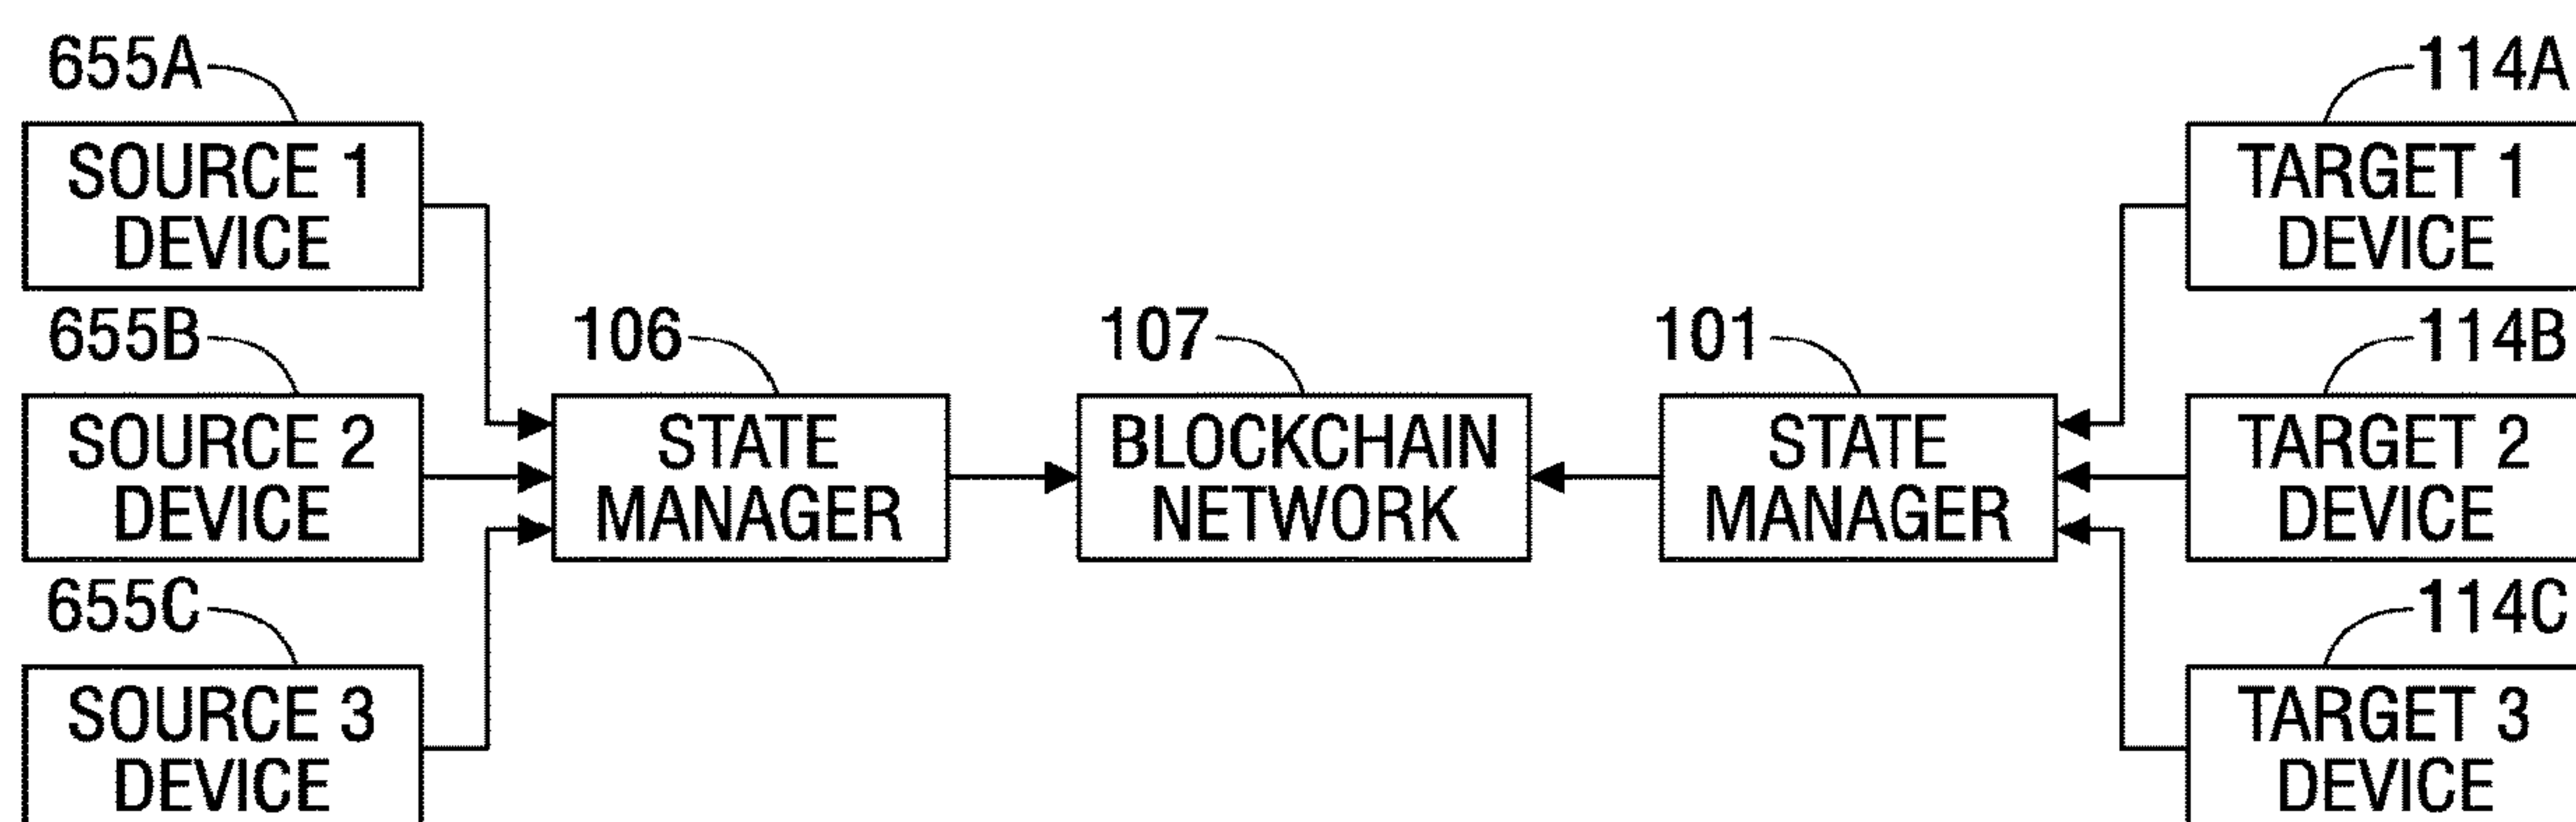 655A
SOURCE 1
DEVICE
655B
SOURCE 2
DEVICE
655C
SOURCE 3
DEVICE
106
STATE
MANAGER
107
BLOCKCHAIN
NETWORK
101
STATE
MANAGER
114A
TARGET 1
DEVICE
114B
TARGET 2
DEVICE
114C
TARGET 3
DEVICE